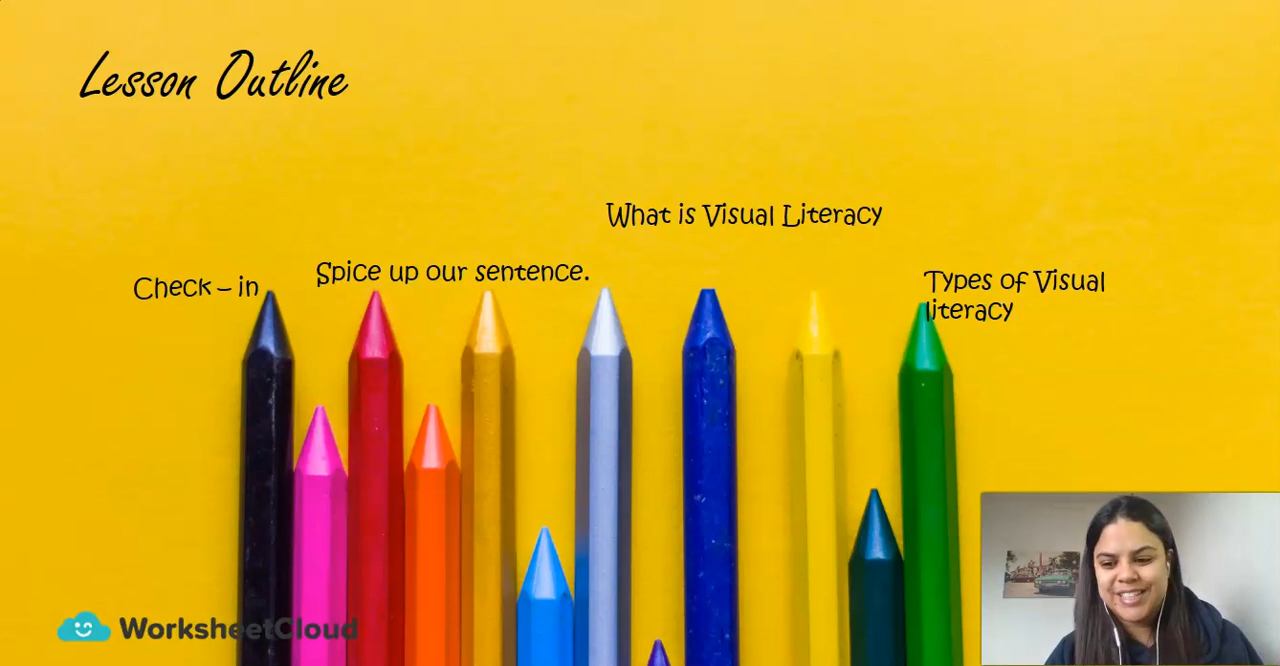 Lesson Outline
What is Visual Literacy
Spice up our sentence.
Check – in
Types of Visual
literacy
WorksheetCloud